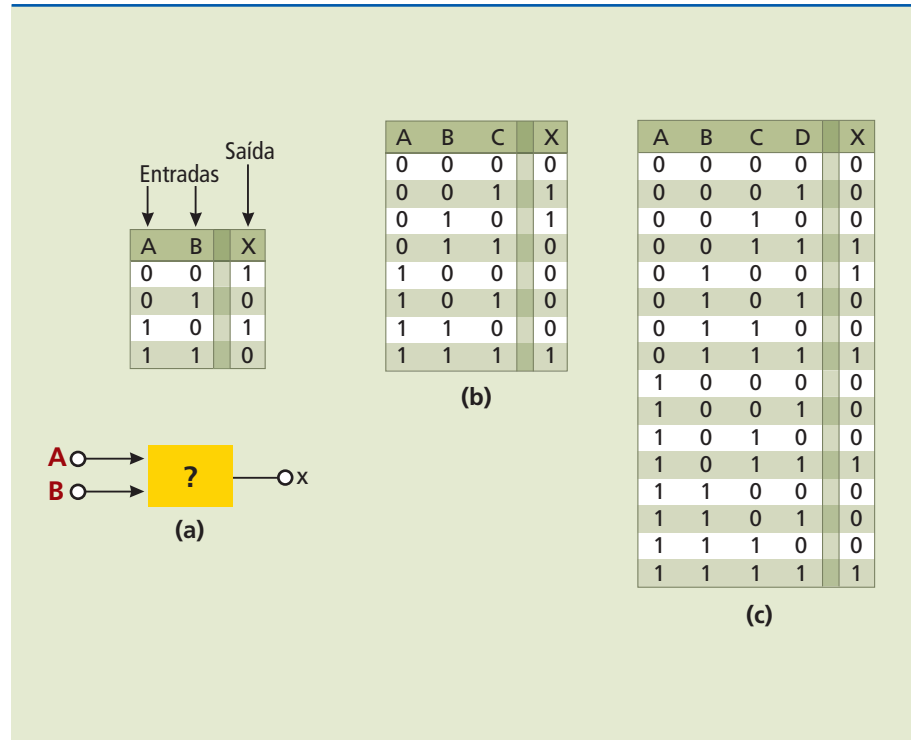 Entradas
Saída
A B X
0 0 1
0 1 0
1 0 1
1 1 0
A
B
?
x
(a)
A B C X
0 0 0 0
0 0 1 1
0 1 0 1
0 1 1 0
1 0 0 0
1 0 1 0
1 1 0 0
1 1 1 1
(b)
A B C D X
0 0 0 0 0
0 0 0 1 0
0 0 1 0 0
0 0 1 1 1
0 1 0 0 1
0 1 0 1 0
0 1 1 0 0
0 1 1 1 1
1 0 0 0 0
1 0 0 1 0
1 0 1 0 0
1 0 1 1 1
1 1 0 0 0
1 1 0 1 0
1 1 1 0 0
1 1 1 1 1
(c)